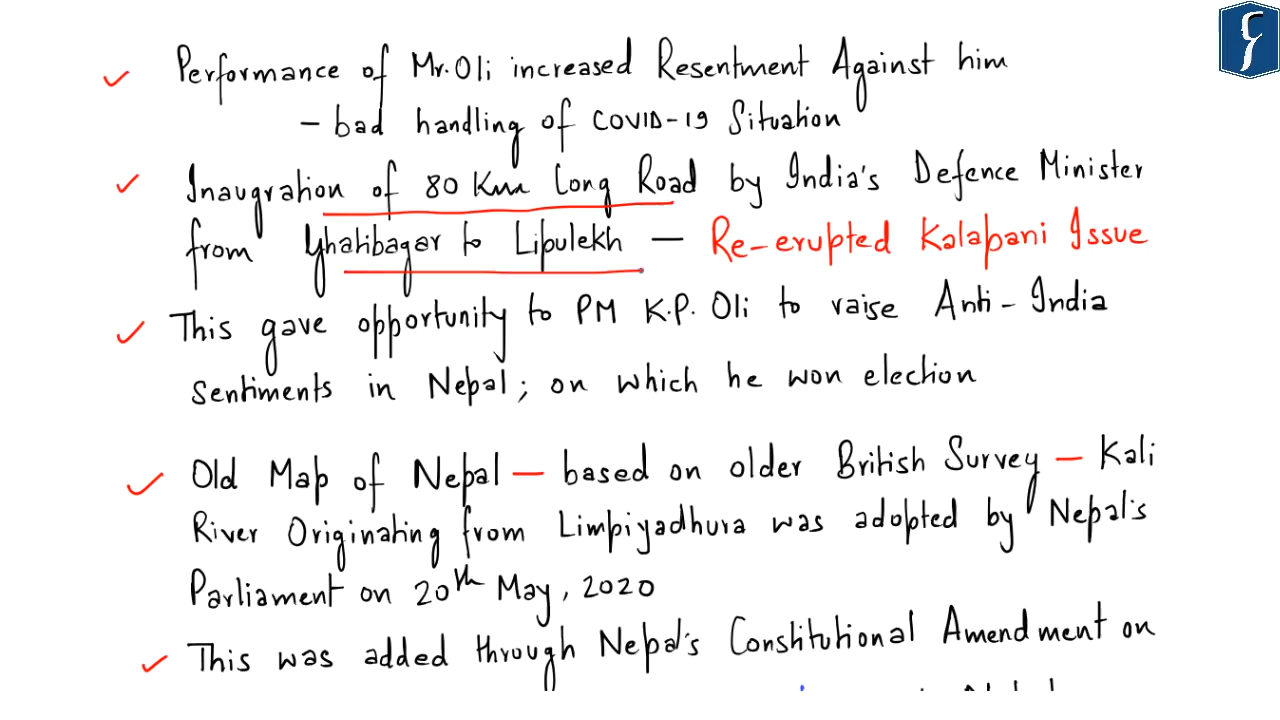 Performance of Mr. Oli increased Resentment Against him
- bad handling of COVID-19 Situation
Inaugration of 80 Km Long Road by India's Defence Minister
from Ghatibagar to Lipulekh — Re-erupted Kalapani Issue
This gave opportunity to PM K.P. Oli to raise Anti-India
Sentiments in Nepal; on which he won election
Old Map of Nepal — based on older British Survey — Kali
River Originating from Limpiyadhura was adopted by Nepal's
Parliament on 20th May, 2020
This was added through Nepal's Constitutional Amendment on